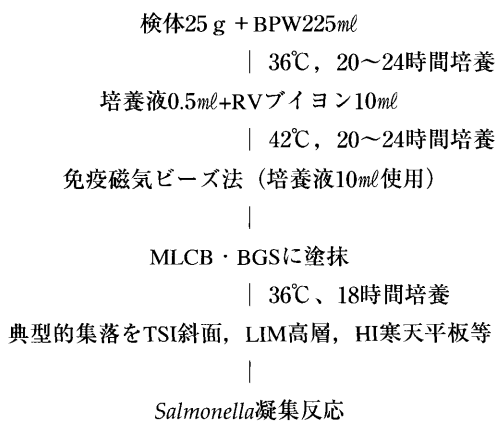 検体25ｇ＋BPW225㎖
36℃，20～24時間培養
培養液0.5㎖+RVブイヨン10㎖
42℃，20～24時間培養
免疫磁気ビーズ法（培養液10㎖使用）
MLCB・BGSに塗抹
36℃、18時間培養
典型的集落をTSI斜面，LIM高層，HI寒天平板等
Salmonella凝集反応